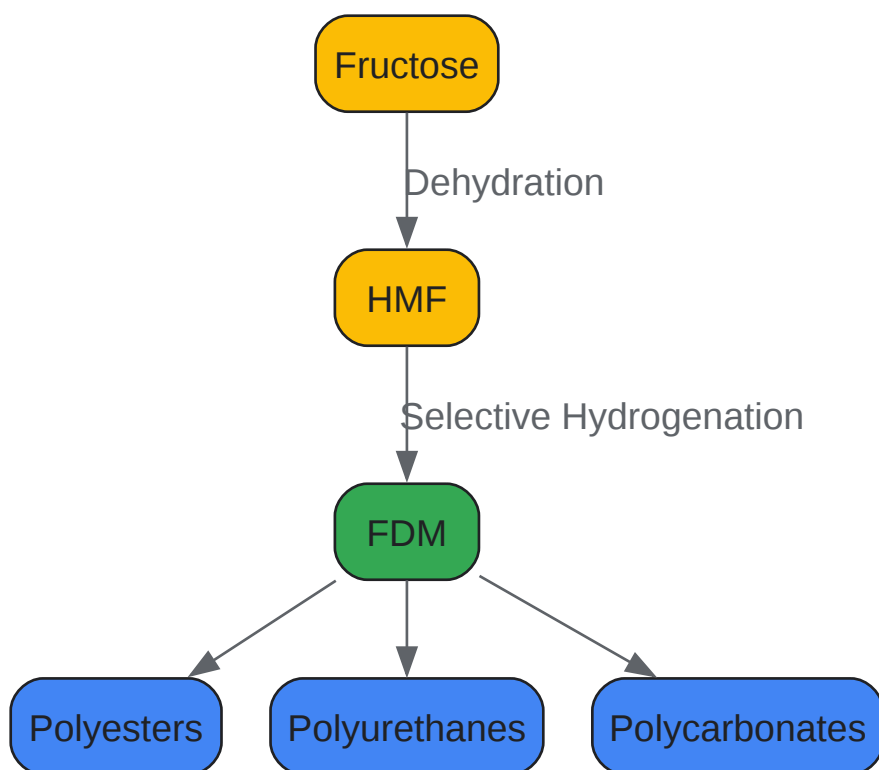 Fructose
Dehydration
HMF
Selective Hydrogenation
FDM
Polyesters
Polyurethanes
Polycarbonates